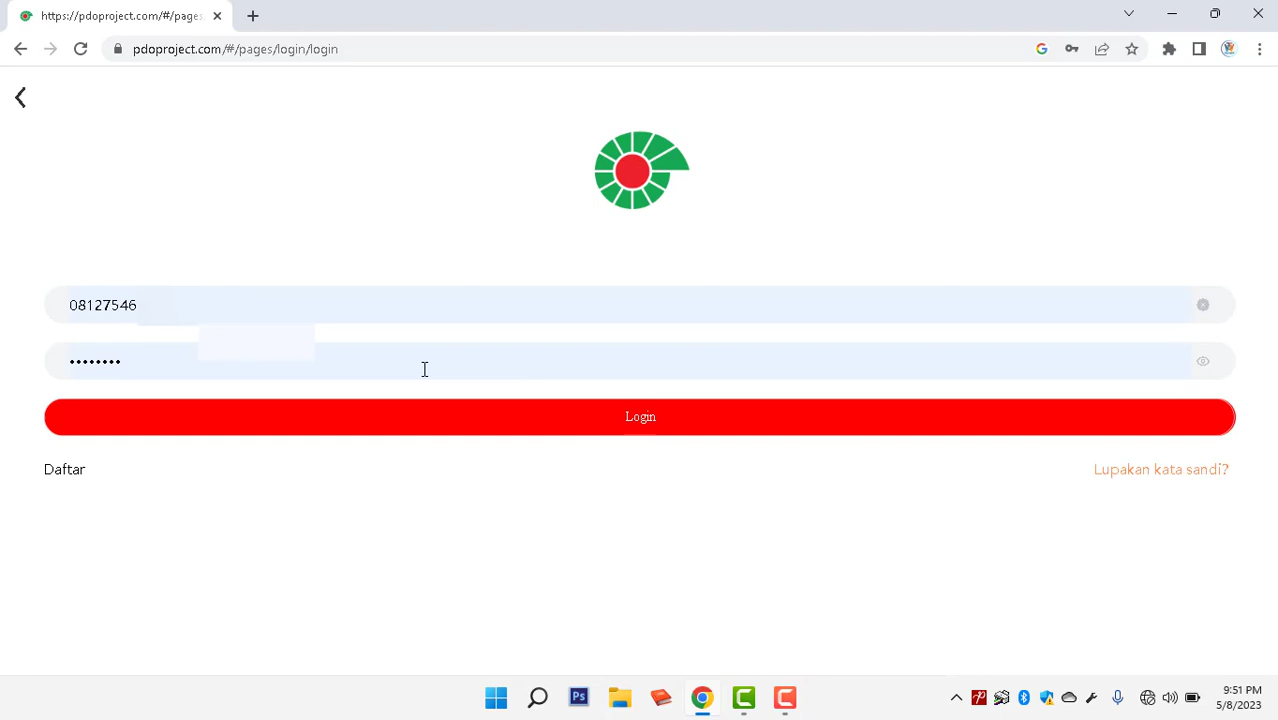 https://pdoproject.com/#/pages
pdoproject.com/#/pages/login/login
08127546
••••••••
Login
Daftar
Lupakan kata sandi?
Ps
9:51 PM
5/8/2023